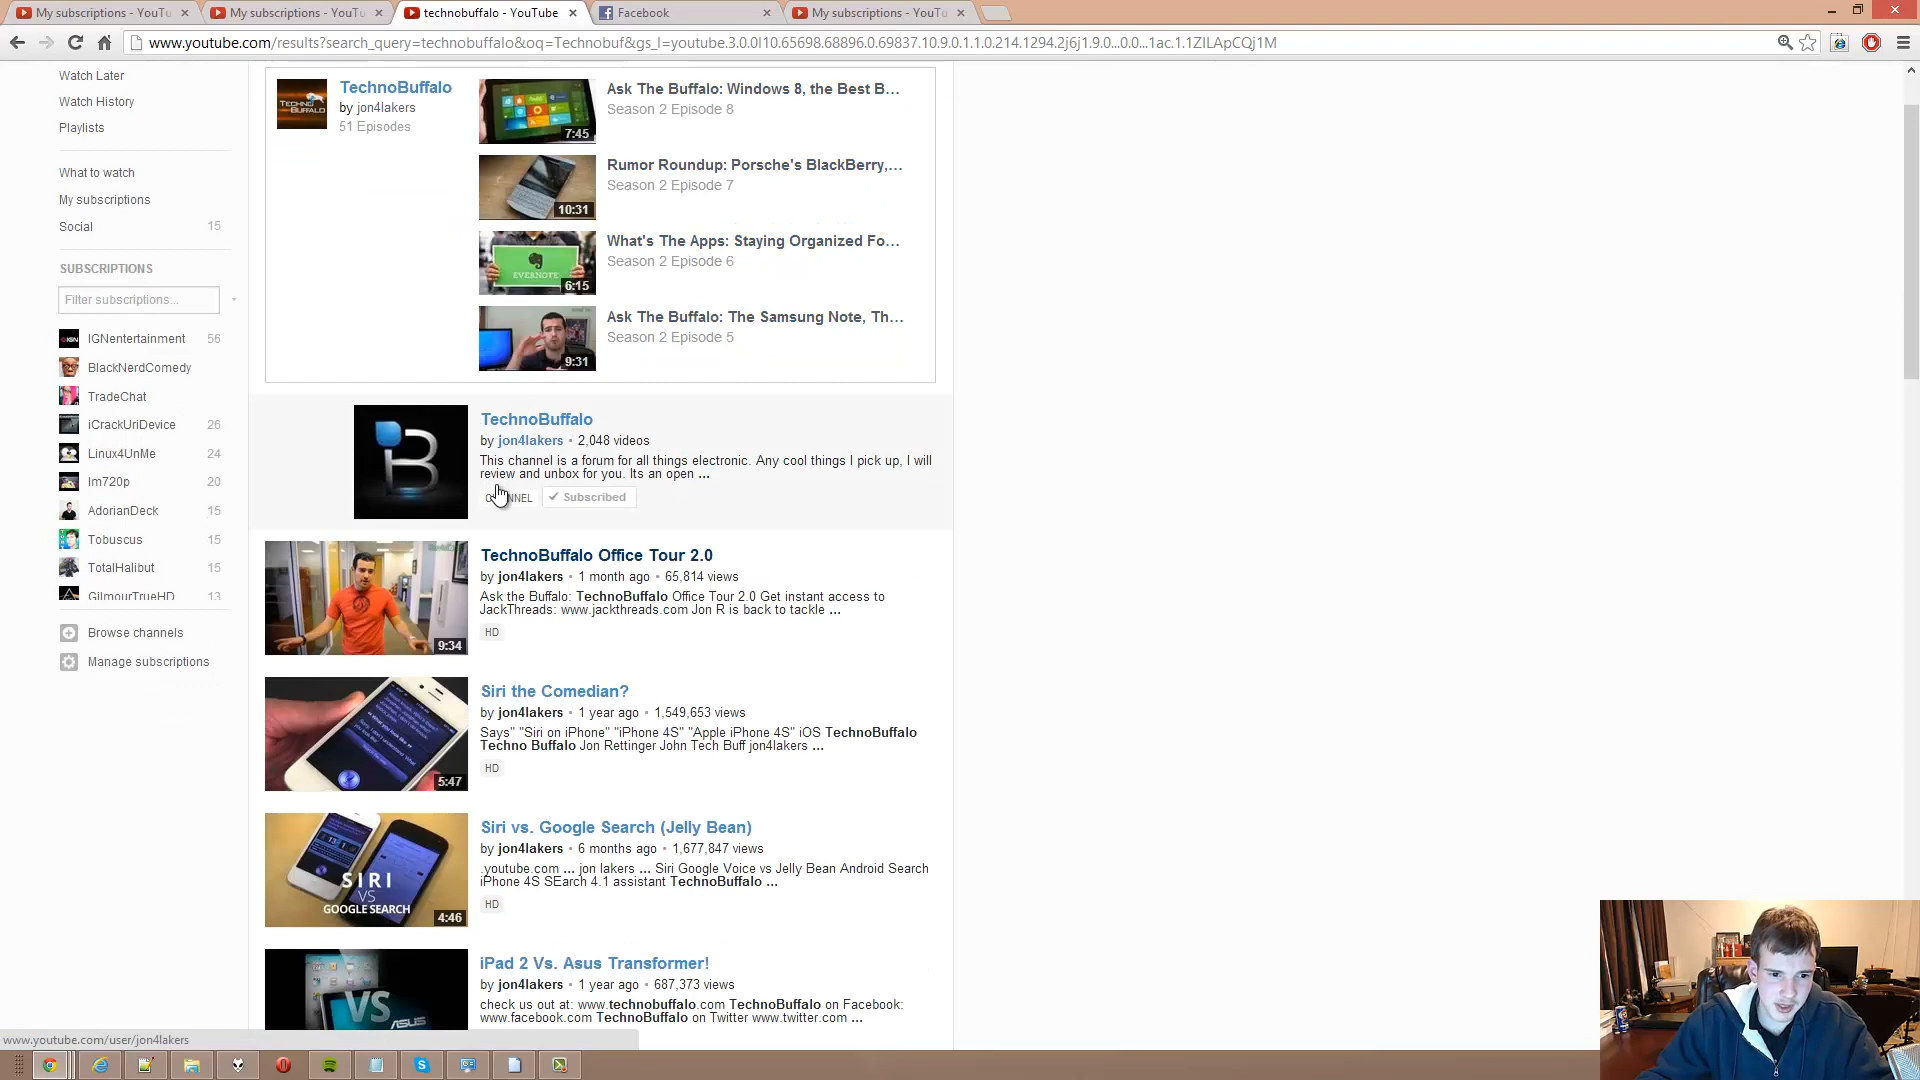 My subscriptions - YouTu
My subscriptions - YouTu
technobuffalo - YouTube
Facebook
My subscriptions - YouTu
www.youtube.com/results?search_query=technobuffalo&oq=Technobuf&gs_l=youtube.3.0.0l10.65698.68896.0.69837.10.9.0.1.1.0.214.1294.2j6j1.9.0...0.0...1ac.1.1ZILApCQj1M
Watch Later
Watch History
Playlists
What to watch
My subscriptions
Social 15
SUBSCRIPTIONS
Filter subscriptions...
IGNentertainment 56
BlackNerdComedy
TradeChat
iCrackUriDevice 26
Linux4UnMe 24
lm720p 20
AdorianDeck 15
Tobuscus 15
TotalHalibut 15
GilmourTrueHD 13
Browse channels
Manage subscriptions
TECHNO
BUFFALO
TechnoBuffalo
by jon4lakers
51 Episodes
7:45
Ask The Buffalo: Windows 8, the Best B...
Season 2 Episode 8
10:31
Rumor Roundup: Porsche's BlackBerry,...
Season 2 Episode 7
EVERNOTE
6:15
What's The Apps: Staying Organized Fo...
Season 2 Episode 6
9:31
Ask The Buffalo: The Samsung Note, Th...
Season 2 Episode 5
B
TechnoBuffalo
by jon4lakers • 2,048 videos
This channel is a forum for all things electronic. Any cool things I pick up, I will
review and unbox for you. Its an open ...
Subscribed
9:34
TechnoBuffalo Office Tour 2.0
by jon4lakers • 1 month ago • 65,814 views
Ask the Buffalo: TechnoBuffalo Office Tour 2.0 Get instant access to
JackThreads: www.jackthreads.com Jon R is back to tackle ...
HD
5:47
Siri the Comedian?
by jon4lakers • 1 year ago • 1,549,653 views
Says" "Siri on iPhone" "iPhone 4S" "Apple iPhone 4S" iOS TechnoBuffalo
Techno Buffalo Jon Rettinger John Tech Buff jon4lakers ...
HD
SIRI
VS
GOOGLE SEARCH
4:46
Siri vs. Google Search (Jelly Bean)
by jon4lakers • 6 months ago • 1,677,847 views
.youtube.com ... jon lakers ... Siri Google Voice vs Jelly Bean Android Search
iPhone 4S SEarch 4.1 assistant TechnoBuffalo ...
HD
VS
ASUS
iPad 2 Vs. Asus Transformer!
by jon4lakers • 1 year ago • 687,373 views
check us out at: www.technobuffalo.com TechnoBuffalo on Facebook:
www.facebook.com TechnoBuffalo on Twitter www.twitter.com ...
www.youtube.com/user/jon4lakers